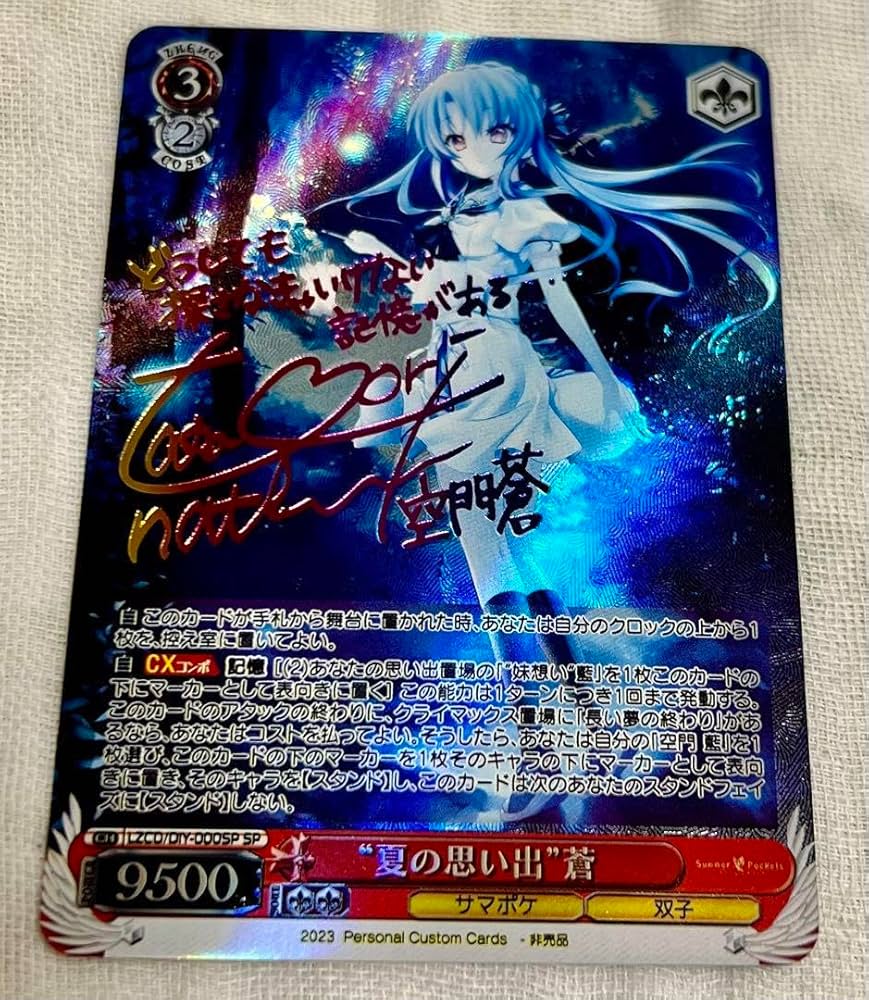 LHENG
3
2
COST
どうしても
探さなきゃいけない
記憶がある…
空門蒼
自 このカードが手札から舞台に置かれた時、あなたは自分のクロックの上から1
枚を、控え室に置いてよい。
自 CXコンボ 記憶 [(2)あなたの思い出置場の「“妹想い”藍」を1枚このカードの
下にマーカーとして表向きに置く] この能力は1ターンにつき1回まで発動する。
このカードのアタックの終わりに、クライマックス置場に「長い夢の終わり」があ
るなら、あなたはコストを払ってよい。そうしたら、あなたは自分の「空門 藍」を1
枚選び、このカードの下のマーカーを1枚そのキャラの下にマーカーとして表向
きに置き、そのキャラを【スタンド】し、このカードは次のあなたのスタンドフェイ
ズに【スタンド】しない。
LZCD/DIY-000SP SP
9500
“夏の思い出”蒼
Summer Pockets
サマポケ
双子
2023 Personal Custom Cards -非売品